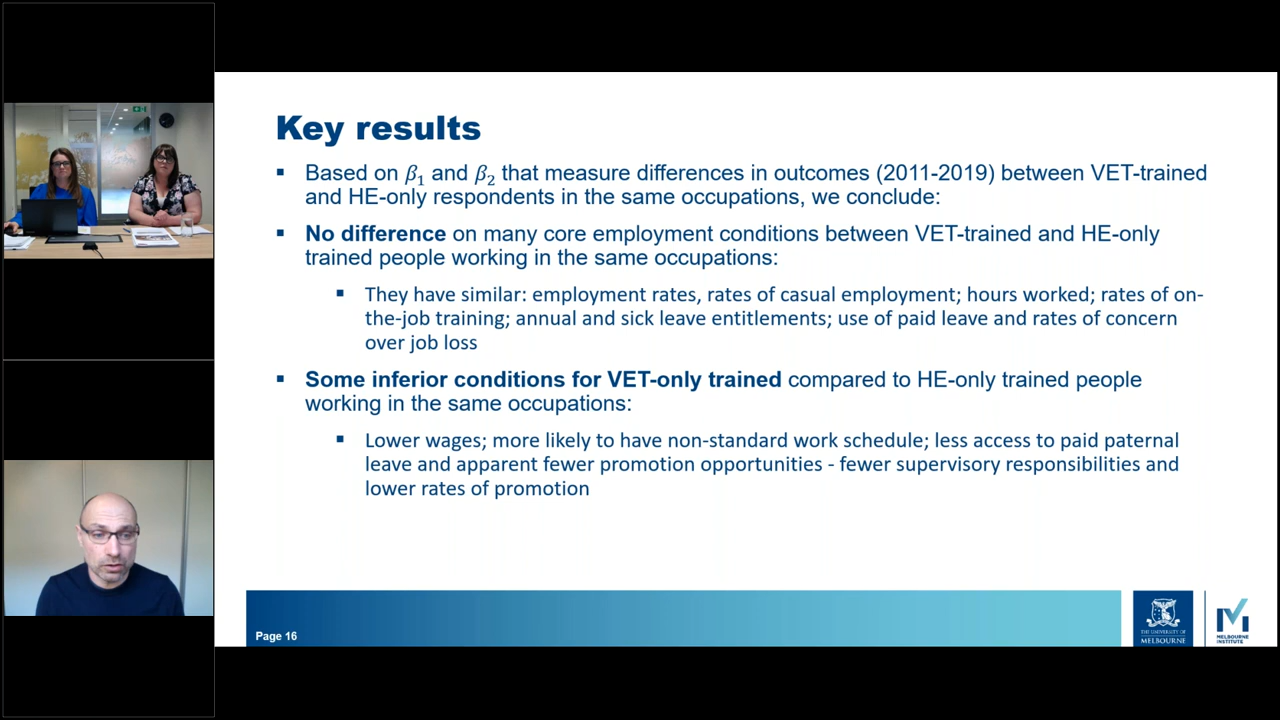 Key results
▪ Based on β₁ and β₂ that measure differences in outcomes (2011-2019) between VET-trained
and HE-only respondents in the same occupations, we conclude:
▪ No difference on many core employment conditions between VET-trained and HE-only
trained people working in the same occupations:
▪ They have similar: employment rates, rates of casual employment; hours worked; rates of on-
the-job training; annual and sick leave entitlements; use of paid leave and rates of concern
over job loss
▪ Some inferior conditions for VET-only trained compared to HE-only trained people
working in the same occupations:
▪ Lower wages; more likely to have non-standard work schedule; less access to paid paternal
leave and apparent fewer promotion opportunities - fewer supervisory responsibilities and
lower rates of promotion
Page 16
THE UNIVERSITY OF
MELBOURNE
MELBOURNE
INSTITUTE